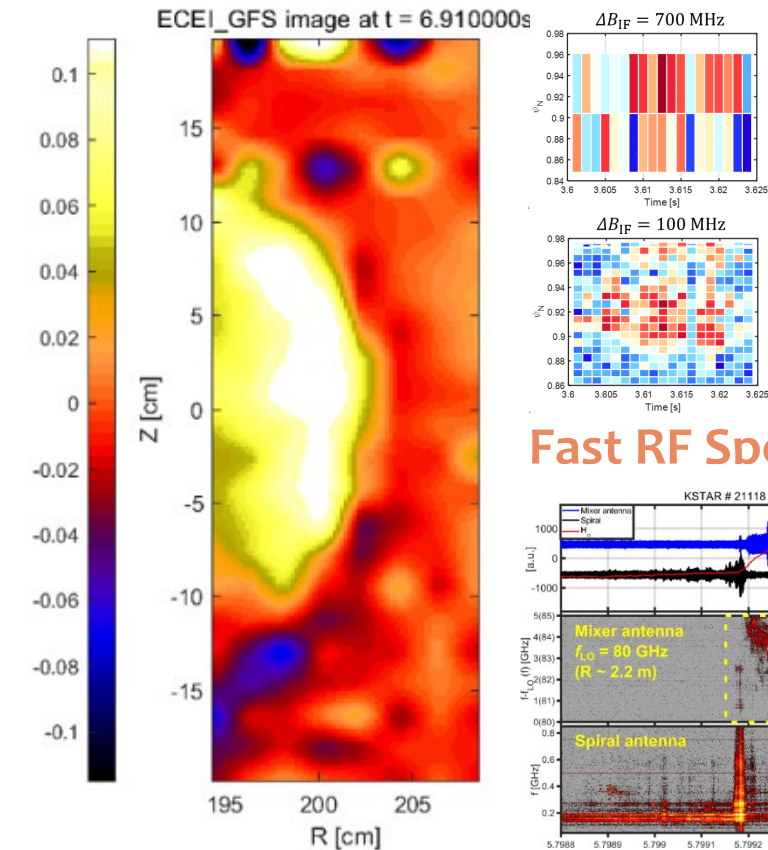 ECEI_GFS image at t = 6.910000s
0.1
0.08
0.06
0.04
0.02
0
-0.02
-0.04
-0.06
-0.08
-0.1
Z [cm]
15
10
5
0
-5
-10
-15
195 200 205
R [cm]
ΔB_IF = 700 MHz
ψ_N
0.98
0.96
0.94
0.92
0.9
0.88
0.86
0.84
3.6 3.605 3.61 3.615 3.62 3.625
Time [s]
ΔB_IF = 100 MHz
ψ_N
0.98
0.96
0.94
0.92
0.9
0.88
0.86
3.6 3.605 3.61 3.615 3.62 3.625
Time [s]
Fast RF Spe
KSTAR # 21118
Mixer antenna
Spiral
[a.u.]
1000
0
-1000
f-f_LO(f) [GHz]
5(85)
4(84)
3(83)
2(82)
1(81)
0(80)
Mixer antenna
f_LO = 80 GHz
(R ~ 2.2 m)
f [GHz]
0.8
0.6
0.4
0.2
Spiral antenna
5.7988 5.7989 5.799 5.7991 5.7992